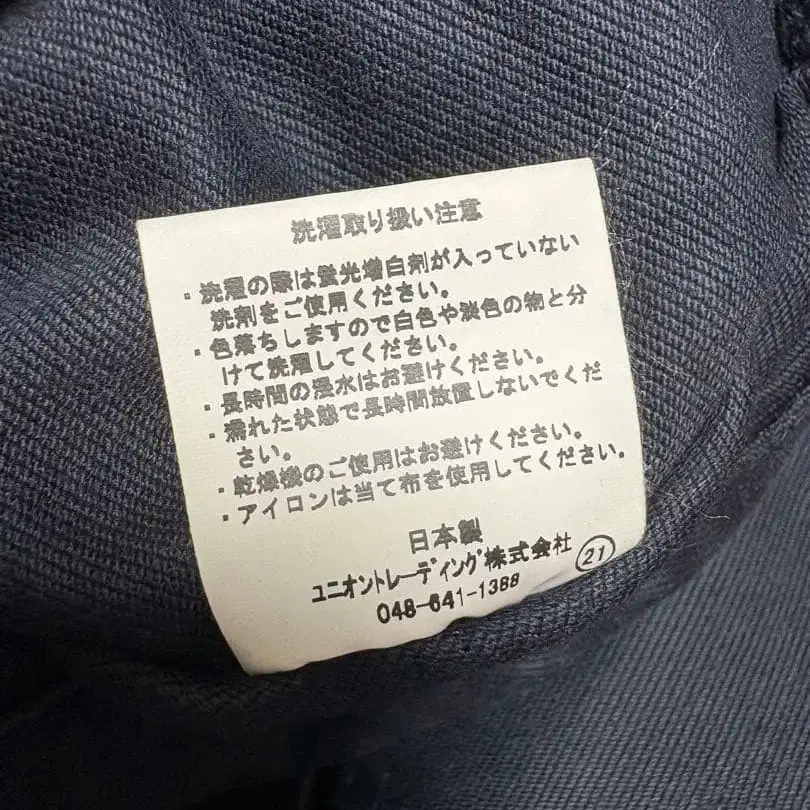 洗濯取り扱い注意
・洗濯の際は蛍光増白剤が入っていない
洗剤をご使用ください。
・色落ちしますので白色や淡色の物と分
けて洗濯してください。
・長時間の浸水はお避けください。
・濡れた状態で長時間放置しないでくだ
さい。
・乾燥機のご使用はお避けください。
・アイロンは当て布を使用してください。
日本製
ユニオントレーディング株式会社
21
048-641-1388